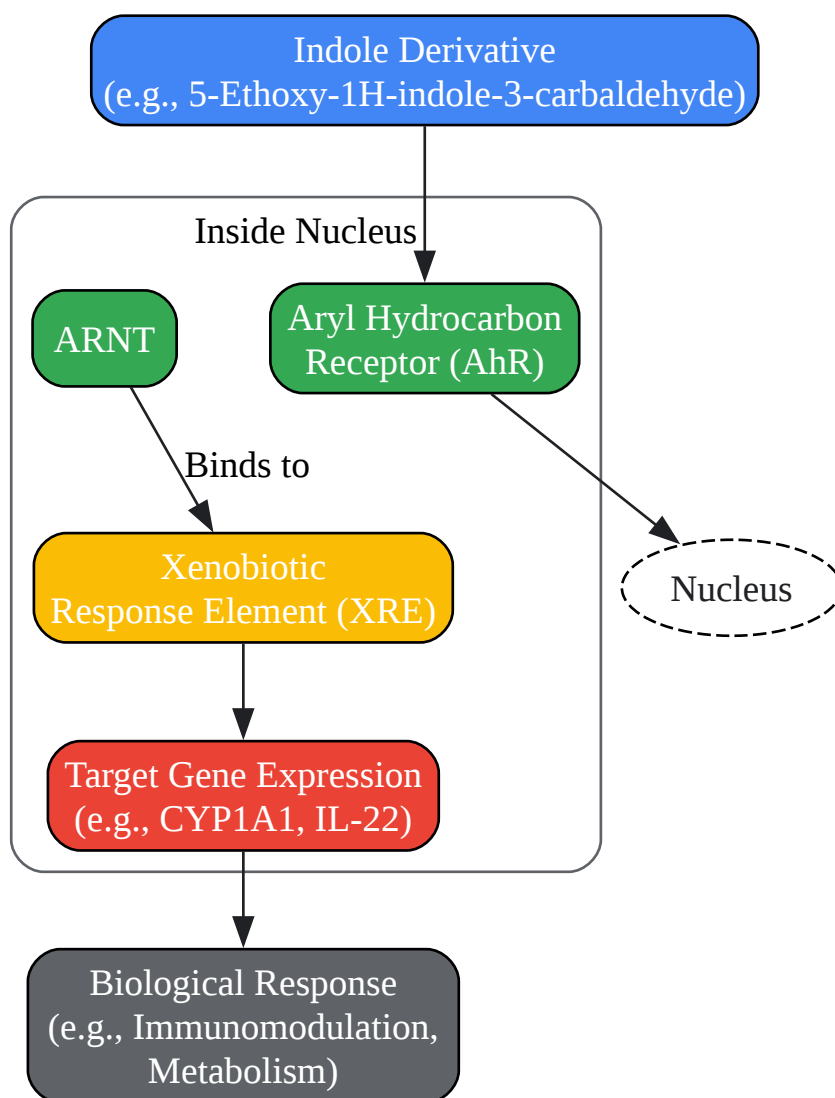 Indole Derivative
(e.g., 5-Ethoxy-1H-indole-3-carbaldehyde)
Inside Nucleus
ARNT
Aryl Hydrocarbon
Receptor (AhR)
Binds to
Xenobiotic
Response Element (XRE)
Nucleus
Target Gene Expression
(e.g., CYP1A1, IL-22)
Biological Response
(e.g., Immunomodulation,
Metabolism)